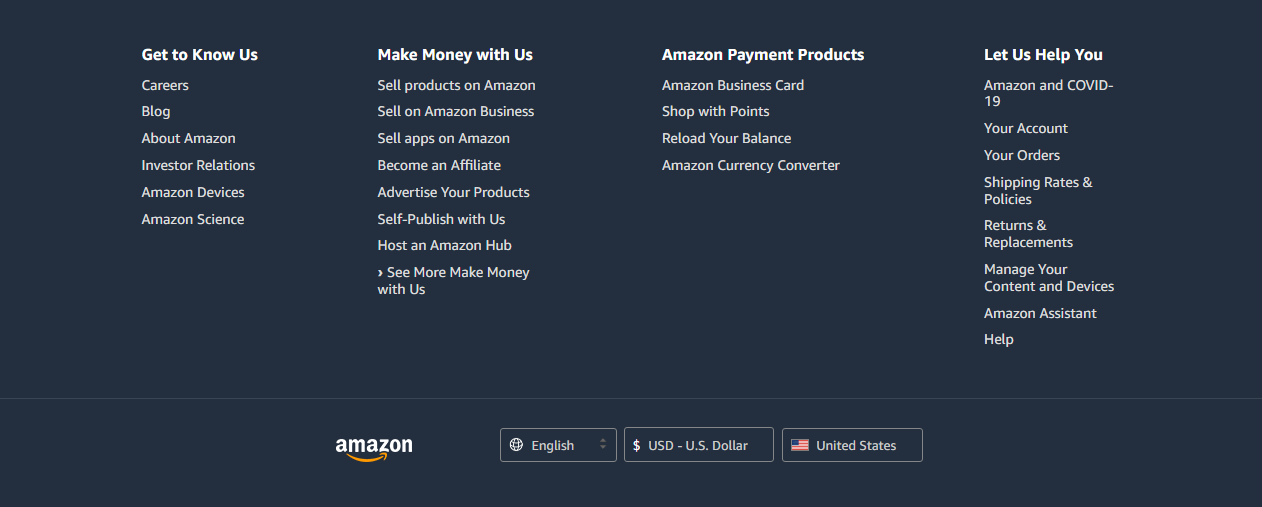 Get to Know Us
Careers
Blog
About Amazon
Investor Relations
Amazon Devices
Amazon Science
Make Money with Us
Sell products on Amazon
Sell on Amazon Business
Sell apps on Amazon
Become an Affiliate
Advertise Your Products
Self-Publish with Us
Host an Amazon Hub
› See More Make Money
with Us
Amazon Payment Products
Amazon Business Card
Shop with Points
Reload Your Balance
Amazon Currency Converter
Let Us Help You
Amazon and COVID-
19
Your Account
Your Orders
Shipping Rates &
Policies
Returns &
Replacements
Manage Your
Content and Devices
Amazon Assistant
Help
amazon
English
$ USD - U.S. Dollar
United States